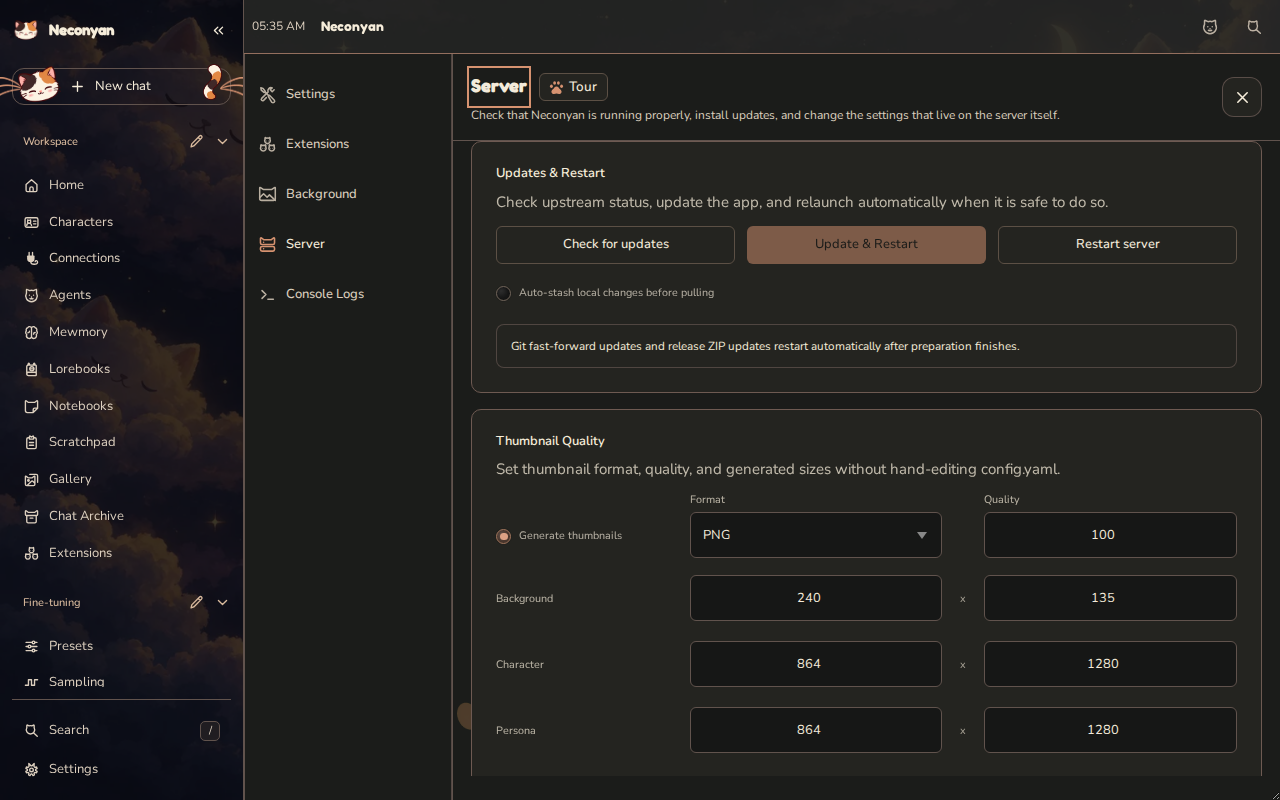 Neconyan
New chat
Workspace
Home
Characters
Connections
Agents
Mewmory
Lorebooks
Notebooks
Scratchpad
Gallery
Chat Archive
Extensions
Fine-tuning
Presets
Sampling
Search
/
Settings
05:35 AM
Neconyan
Settings
Extensions
Background
Server
Console Logs
Server
Tour
Check that Neconyan is running properly, install updates, and change the settings that live on the server itself.
Updates & Restart
Check upstream status, update the app, and relaunch automatically when it is safe to do so.
Check for updates
Update & Restart
Restart server
Auto-stash local changes before pulling
Git fast-forward updates and release ZIP updates restart automatically after preparation finishes.
Thumbnail Quality
Set thumbnail format, quality, and generated sizes without hand-editing config.yaml.
Format
Quality
Generate thumbnails
PNG
100
Background
240
x
135
Character
864
x
1280
Persona
864
x
1280